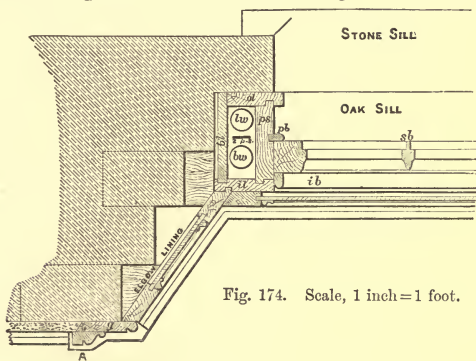 STONE SILL
OAK SILL
ol
lw
ps
bl
pb
sb
bw
il
ib
ELBOW LINING
g
A
Fig. 174. Scale, 1 inch = 1 foot.